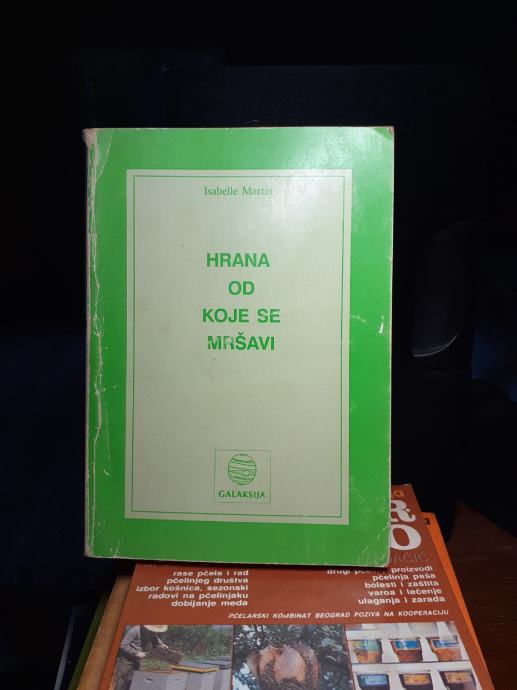 Isabelle Martin
HRANA
OD
KOJE SE
MRŠAVI
GALAKSIJA
rase pčela i rad
pčelinjeg društva
izbor košnica, sezonski
radovi na pčelinjaku
dobijanje meda
drugi pčelinji proizvodi
pčelinja paša
bolesti i zaštita
varoa i lečenje
ulaganja i zarada
PČELARSKI KOMBINAT BEOGRAD POZIVA NA KOOPERACIJU